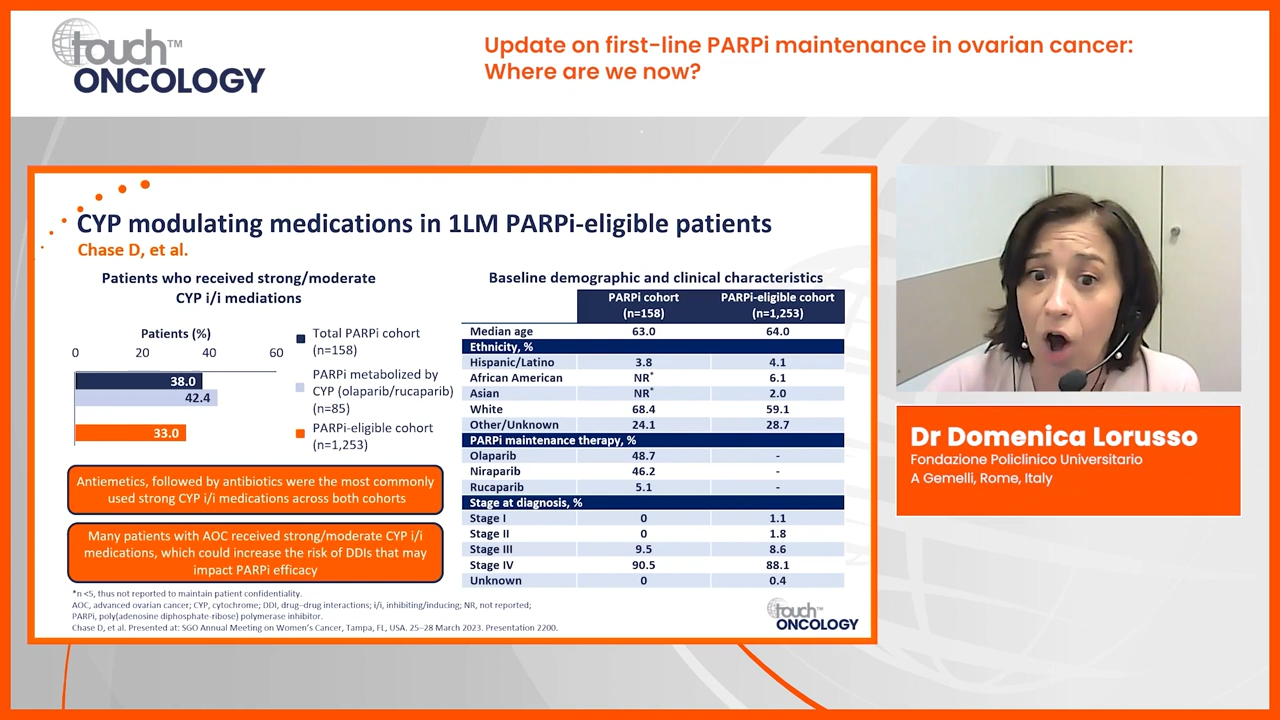 touch™
ONCOLOGY
Update on first-line PARPi maintenance in ovarian cancer:
Where are we now?
CYP modulating medications in 1LM PARPi-eligible patients
Chase D, et al.
Patients who received strong/moderate
CYP i/i mediations
Patients (%)
0 20 40 60
38.0
42.4
33.0
Total PARPi cohort
(n=158)
PARPi metabolized by
CYP (olaparib/rucaparib)
(n=85)
PARPi-eligible cohort
(n=1,253)
Antiemetics, followed by antibiotics were the most commonly
used strong CYP i/i medications across both cohorts
Many patients with AOC received strong/moderate CYP i/i
medications, which could increase the risk of DDIs that may
impact PARPi efficacy
Baseline demographic and clinical characteristics
PARPi cohort (n=158) PARPi-eligible cohort (n=1,253)
Median age 63.0 64.0
Ethnicity, %
Hispanic/Latino 3.8 4.1
African American NR* 6.1
Asian NR* 2.0
White 68.4 59.1
Other/Unknown 24.1 28.7
PARPi maintenance therapy, %
Olaparib 48.7 -
Niraparib 46.2 -
Rucaparib 5.1 -
Stage at diagnosis, %
Stage I 0 1.1
Stage II 0 1.8
Stage III 9.5 8.6
Stage IV 90.5 88.1
Unknown 0 0.4
*n <5, thus not reported to maintain patient confidentiality.
AOC, advanced ovarian cancer; CYP, cytochrome; DDI, drug–drug interactions; i/i, inhibiting/inducing; NR, not reported;
PARPi, poly(adenosine diphosphate-ribose) polymerase inhibitor.
Chase D, et al. Presented at: SGO Annual Meeting on Women's Cancer, Tampa, FL, USA. 25–28 March 2023. Presentation 2200.
touch™
ONCOLOGY
Dr Domenica Lorusso
Fondazione Policlinico Universitario
A Gemelli, Rome, Italy